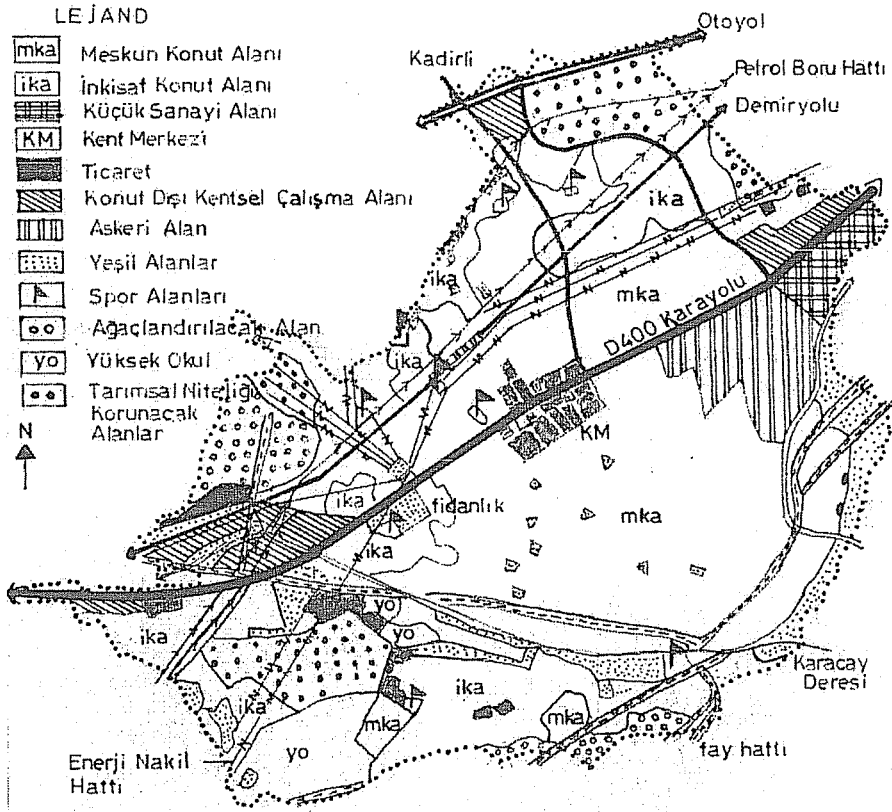 LEJAND
mka Meskun Konut Alanı
ika İnkisaf Konut Alanı
Küçük Sanayi Alanı
KM Kent Merkezi
Ticaret
Konut Dışı Kentsel Çalışma Alanı
Askeri Alan
Yeşil Alanlar
Spor Alanları
Ağaçlandırılacak Alan
yo Yüksek Okul
Tarımsal Niteliği
Korunacak
Alanlar
N
Otoyol
Kadirli
Petrol Boru Hattı
Demiryolu
ika
ika
mka
D400 Karayolu
ika
KM
ika
fidanlık
mka
ika
yo
ika
yo
Karacay
Deresi
ika
ika
mka
mka
yo
fay hattı
Enerji Nakil
Hattı